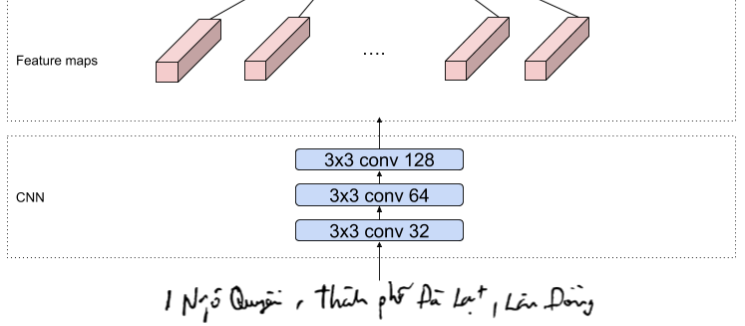 Feature maps
....
3x3 conv 128
CNN
3x3 conv 64
3x3 conv 32
1 Ngô Quyền, Thành phố Đà Lạt, Lâm Đồng